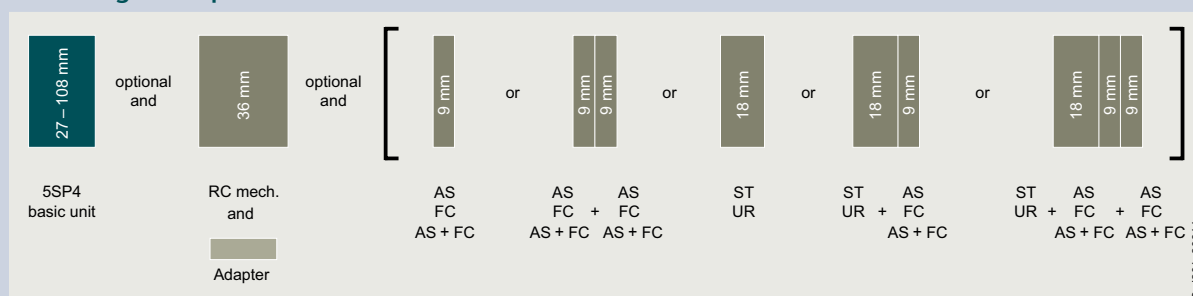 27 – 108 mm
optional and
36 mm
optional and
9 mm
or
9 mm 9 mm
or
18 mm
or
18 mm 9 mm
or
18 mm 9 mm 9 mm
5SP4
basic unit
RC mech.
and
Adapter
AS
FC
AS + FC
AS AS
FC + FC
AS + FC AS + FC
ST
UR
ST AS
UR + FC
AS + FC
ST AS AS
UR + FC + FC
AS + FC AS + FC